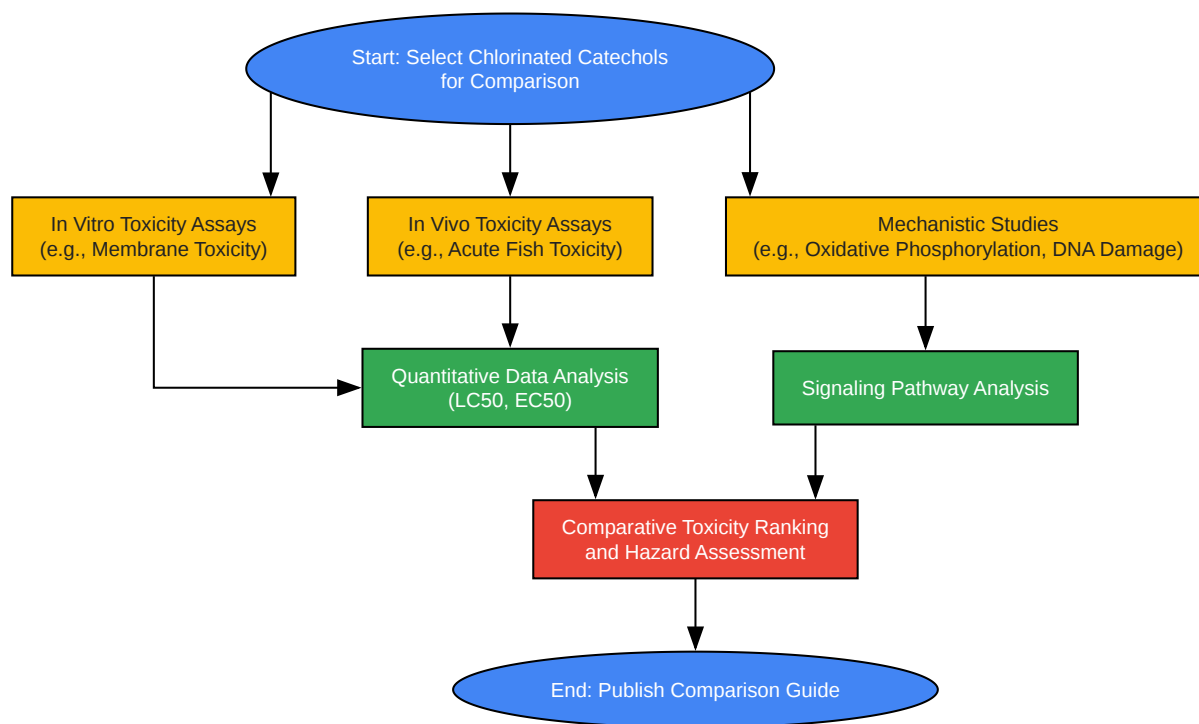 Start: Select Chlorinated Catechols
for Comparison
In Vitro Toxicity Assays
(e.g., Membrane Toxicity)
In Vivo Toxicity Assays
(e.g., Acute Fish Toxicity)
Mechanistic Studies
(e.g., Oxidative Phosphorylation, DNA Damage)
Quantitative Data Analysis
(LC50, EC50)
Signaling Pathway Analysis
Comparative Toxicity Ranking
and Hazard Assessment
End: Publish Comparison Guide